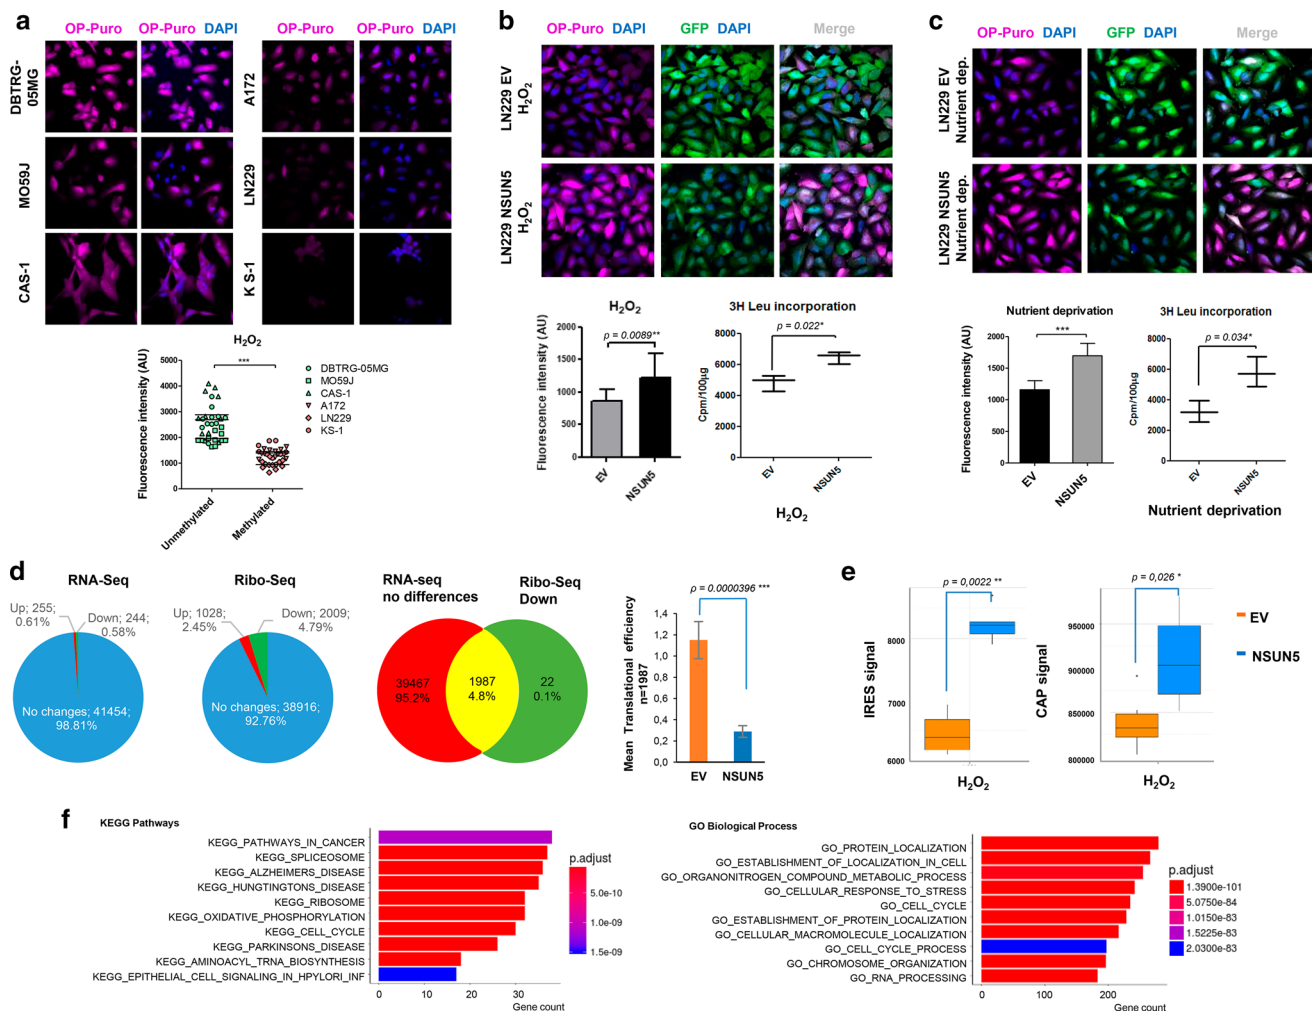 a
OP-Puro OP-Puro DAPI OP-Puro OP-Puro DAPI
DBTRG-
05MG
MO59J
CAS-1
A172
LN229
K S-1
H₂O₂
Fluorescence intensity (AU)
5000
4000
3000
2000
1000
0
***
Unmethylated
Methylated
DBTRG-05MG
MO59J
CAS-1
A172
LN229
KS-1
b
OP-Puro DAPI GFP DAPI Merge
LN229 EV
H₂O₂
LN229 NSUN5
H₂O₂
H₂O₂
Fluorescence intensity (AU)
2000
1500
1000
500
0
p = 0.0089**
EV
NSUN5
3H Leu incorporation
Cpm/100µg
8000
6000
4000
2000
0
p = 0.022*
EV
NSUN5
H₂O₂
c
OP-Puro DAPI GFP DAPI Merge
LN229 EV
Nutrient dep.
LN229 NSUN5
Nutrient dep.
Nutrient deprivation
Fluorescence intensity (AU)
2000
1500
1000
500
0
***
EV
NSUN5
3H Leu incorporation
Cpm/100µg
8000
6000
4000
2000
0
p = 0.034*
EV
NSUN5
Nutrient deprivation
d
RNA-Seq
Up; 255;
0.61%
Down; 244;
0.58%
No changes; 41454;
98.81%
Ribo-Seq
Up; 1028;
2.45%
Down; 2009;
4.79%
No changes; 38916;
92.76%
RNA-seq
no differences
Ribo-Seq
Down
39467
95.2%
1987
4.8%
22
0.1%
p = 0.0000396 ***
Mean Translational efficiency
n=1987
1,4
1,2
1,0
0,8
0,6
0,4
0,2
0,0
EV
NSUN5
e
p = 0,0022 **
IRES signal
8000
7000
6000
H₂O₂
p = 0,026 *
CAP signal
950000
900000
850000
800000
H₂O₂
EV
NSUN5
f
KEGG Pathways
KEGG_PATHWAYS_IN_CANCER
KEGG_SPLICEOSOME
KEGG_ALZHEIMERS_DISEASE
KEGG_HUNGTINGTONS_DISEASE
KEGG_RIBOSOME
KEGG_OXIDATIVE_PHOSPHORYLATION
KEGG_CELL_CYCLE
KEGG_PARKINSONS_DISEASE
KEGG_AMINOACYL_TRNA_BIOSYNTHESIS
KEGG_EPITHELIAL_CELL_SIGNALING_IN_HPYLORI_INF
0 10 20 30
Gene count
p.adjust
5.0e-10
1.0e-09
1.5e-09
GO Biological Process
GO_PROTEIN_LOCALIZATION
GO_ESTABLISHMENT_OF_LOCALIZATION_IN_CELL
GO_ORGANONITROGEN_COMPOUND_METABOLIC_PROCESS
GO_CELLULAR_RESPONSE_TO_STRESS
GO_CELL_CYCLE
GO_ESTABLISHMENT_OF_PROTEIN_LOCALIZATION
GO_CELLULAR_MACROMOLECULE_LOCALIZATION
GO_CELL_CYCLE_PROCESS
GO_CHROMOSOME_ORGANIZATION
GO_RNA_PROCESSING
0 100 200
Gene count
p.adjust
1.3900e-101
5.0750e-84
1.0150e-83
1.5225e-83
2.0300e-83